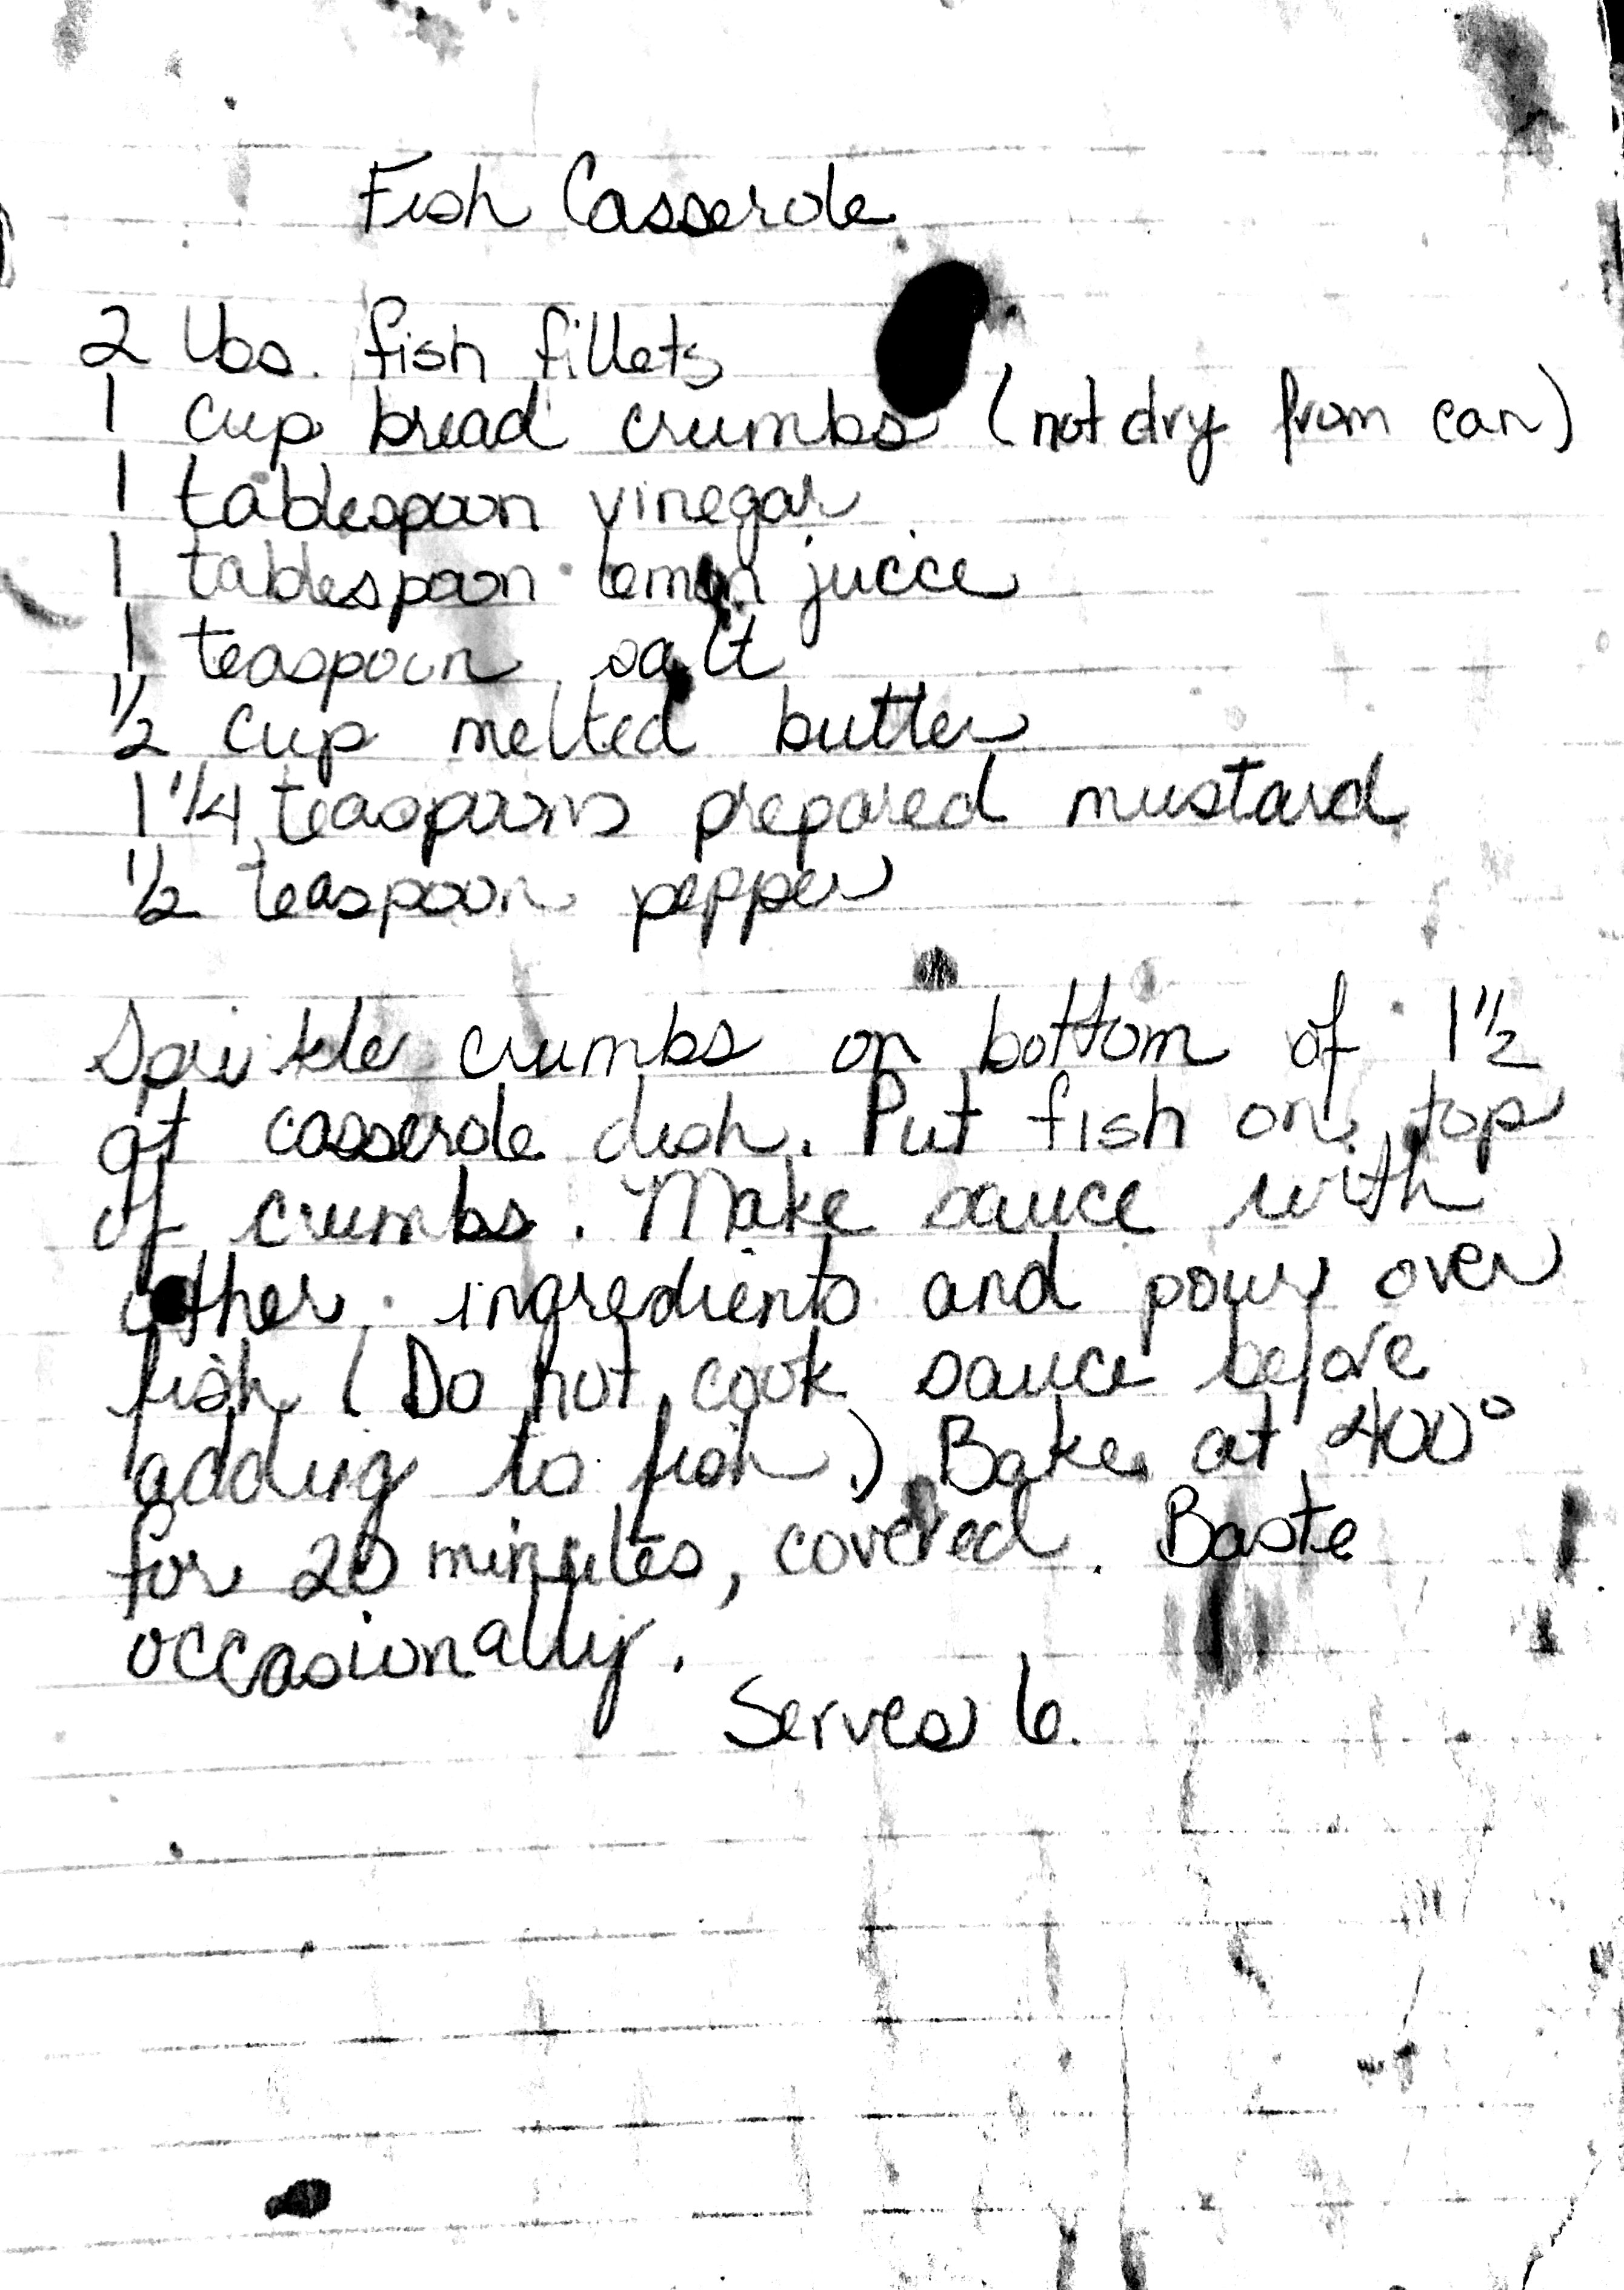 Fish Casserole
2 lbs. fish fillets
1 cup bread crumbs (not dry from can)
1 tablespoon vinegar
1 tablespoon lemon juice
1 teaspoon salt
1/2 cup melted butter
1 1/4 teaspoons prepared mustard
1/2 teaspoon pepper
Sprinkle crumbs on bottom of 1 1/2
qt casserole dish. Put fish on top
of crumbs. Make sauce with
other ingredients and pour over
fish (Do not cook sauce before
adding to fish.) Bake at 400°
for 20 minutes, covered. Baste
occasionally.
Serves 6.